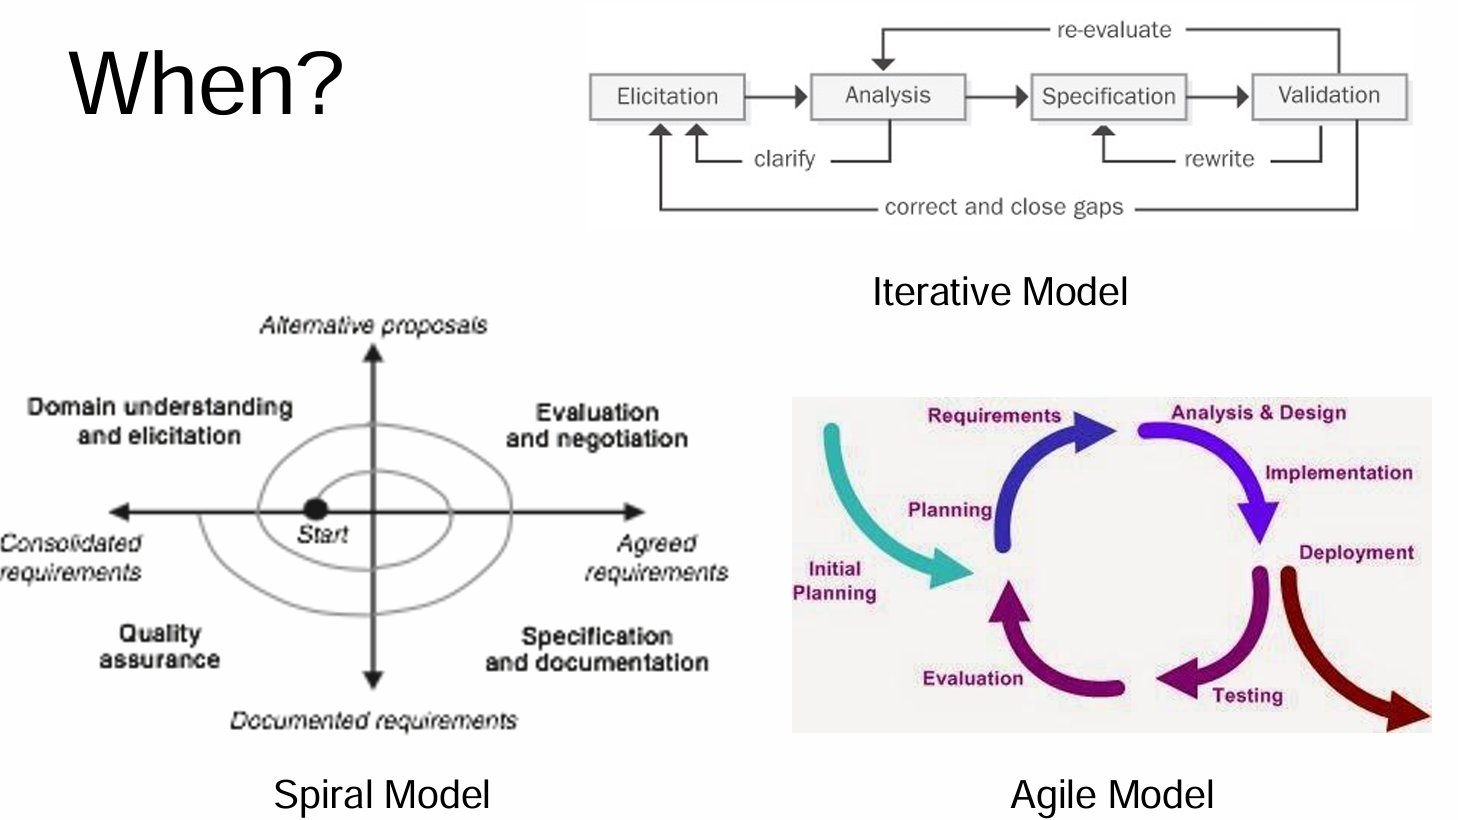 When?
re-evaluate
Elicitation
Analysis
Specification
Validation
clarify
rewrite
correct and close gaps
Iterative Model
Alternative proposals
Domain understanding
and elicitation
Evaluation
and negotiation
Start
Consolidated
requirements
Agreed
requirements
Quality
assurance
Specification
and documentation
Documented requirements
Spiral Model
Requirements
Analysis & Design
Implementation
Planning
Deployment
Initial
Planning
Evaluation
Testing
Agile Model